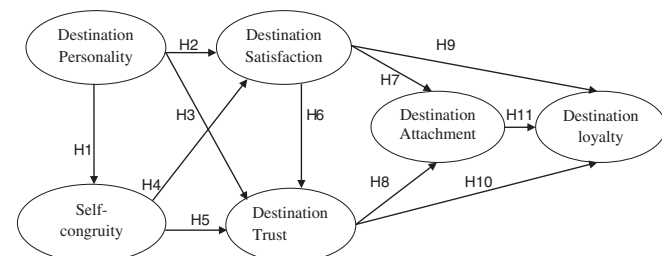 Destination
Personality
H2
Destination
Satisfaction
H9
H7
H3
H6
Destination
Attachment
H11
Destination
loyalty
H1
H4
H8
H10
Self-
congruity
H5
Destination
Trust